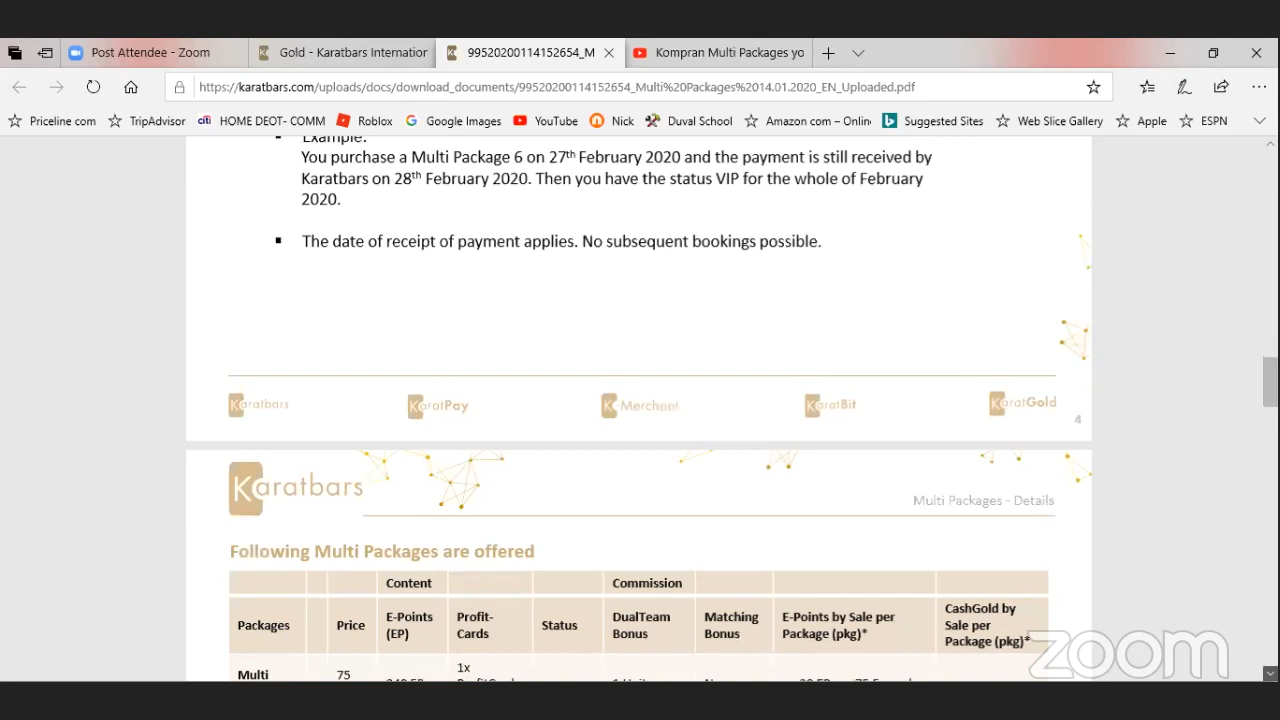 Post Attendee - Zoom
Gold - Karatbars Internation
99520200114152654_M
Kompran Multi Packages yo
https://karatbars.com/uploads/docs/download_documents/99520200114152654_Multi%20Packages%2014.01.2020_EN_Uploaded.pdf
Priceline com
TripAdvisor
citi HOME DEOT- COMM
Roblox
Google Images
YouTube
Nick
Duval School
Amazon com – Onlin
Suggested Sites
Web Slice Gallery
Apple
ESPN
Example:
You purchase a Multi Package 6 on 27th February 2020 and the payment is still received by
Karatbars on 28th February 2020. Then you have the status VIP for the whole of February
2020.
The date of receipt of payment applies. No subsequent bookings possible.
Karatbars
KaratPay
K-Merchant
KaratBit
KaratGold
4
Karatbars
Multi Packages - Details
Following Multi Packages are offered
Content
Commission
Packages
Price
E-Points
(EP)
Profit-
Cards
Status
DualTeam
Bonus
Matching
Bonus
E-Points by Sale per
Package (pkg)*
CashGold by
Sale per
Package (pkg)*
Multi
75
1x
zoom